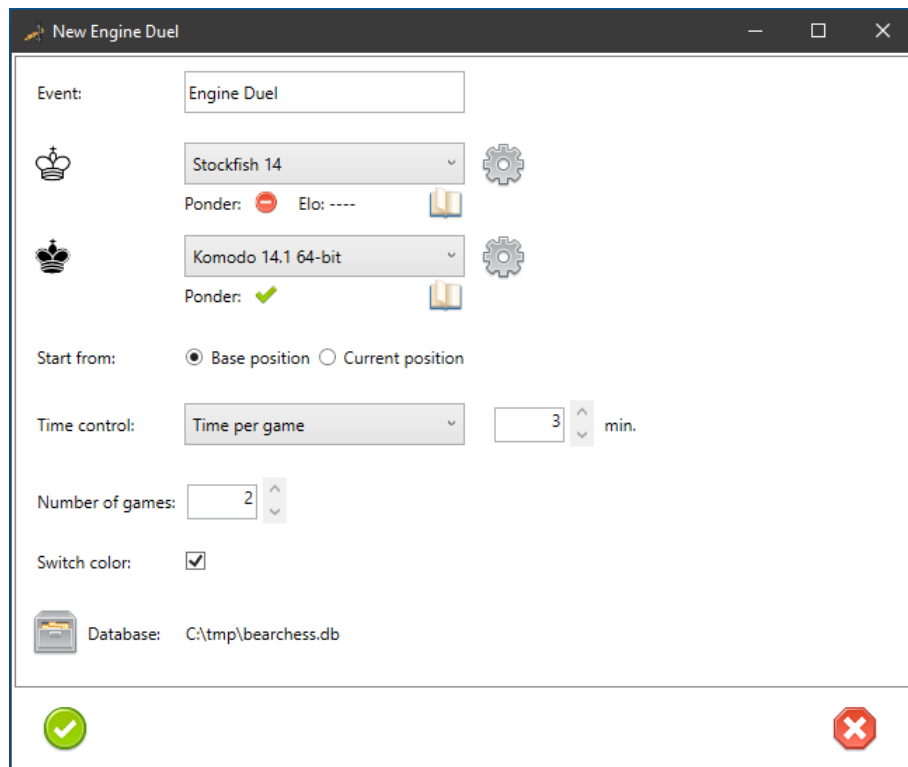 New Engine Duel
Event: Engine Duel
Stockfish 14
Ponder: Elo: ----
Komodo 14.1 64-bit
Ponder:
Start from: Base position Current position
Time control: Time per game 3 min.
Number of games: 2
Switch color:
Database: C:\tmp\bearchess.db